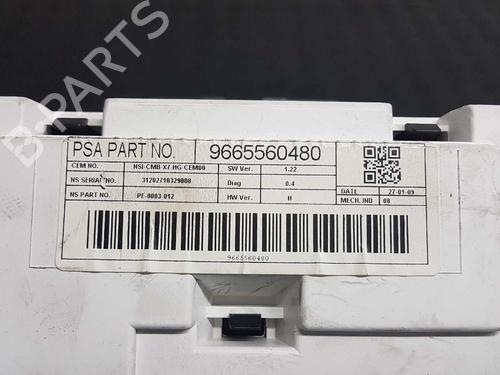 PSA PART NO. 9665560480
CEM NO. NSI-CMB-X7-HG-CEM00 SW Ver. 1.22
NS SERIAL NO. 31202710329008 Diag 0.4 DATE 27-01-09
NS PART NO. PE-0003-012 HW Ver. H MECH. IND 08
9665560480
B-Parts